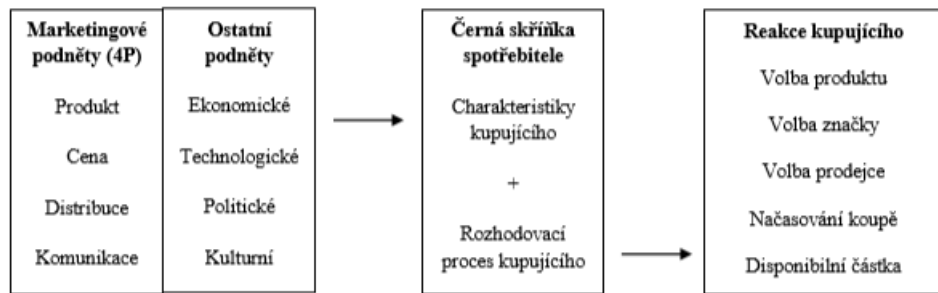 Marketingové
podněty (4P)
Produkt
Cena
Distribuce
Komunikace
Ostatní
podněty
Ekonomické
Technologické
Politické
Kulturní
Černá skříňka
spotřebitele
Charakteristiky
kupujícího
+
Rozhodovací
proces kupujícího
Reakce kupujícího
Volba produktu
Volba značky
Volba prodejce
Načasování koupě
Disponibilní částka